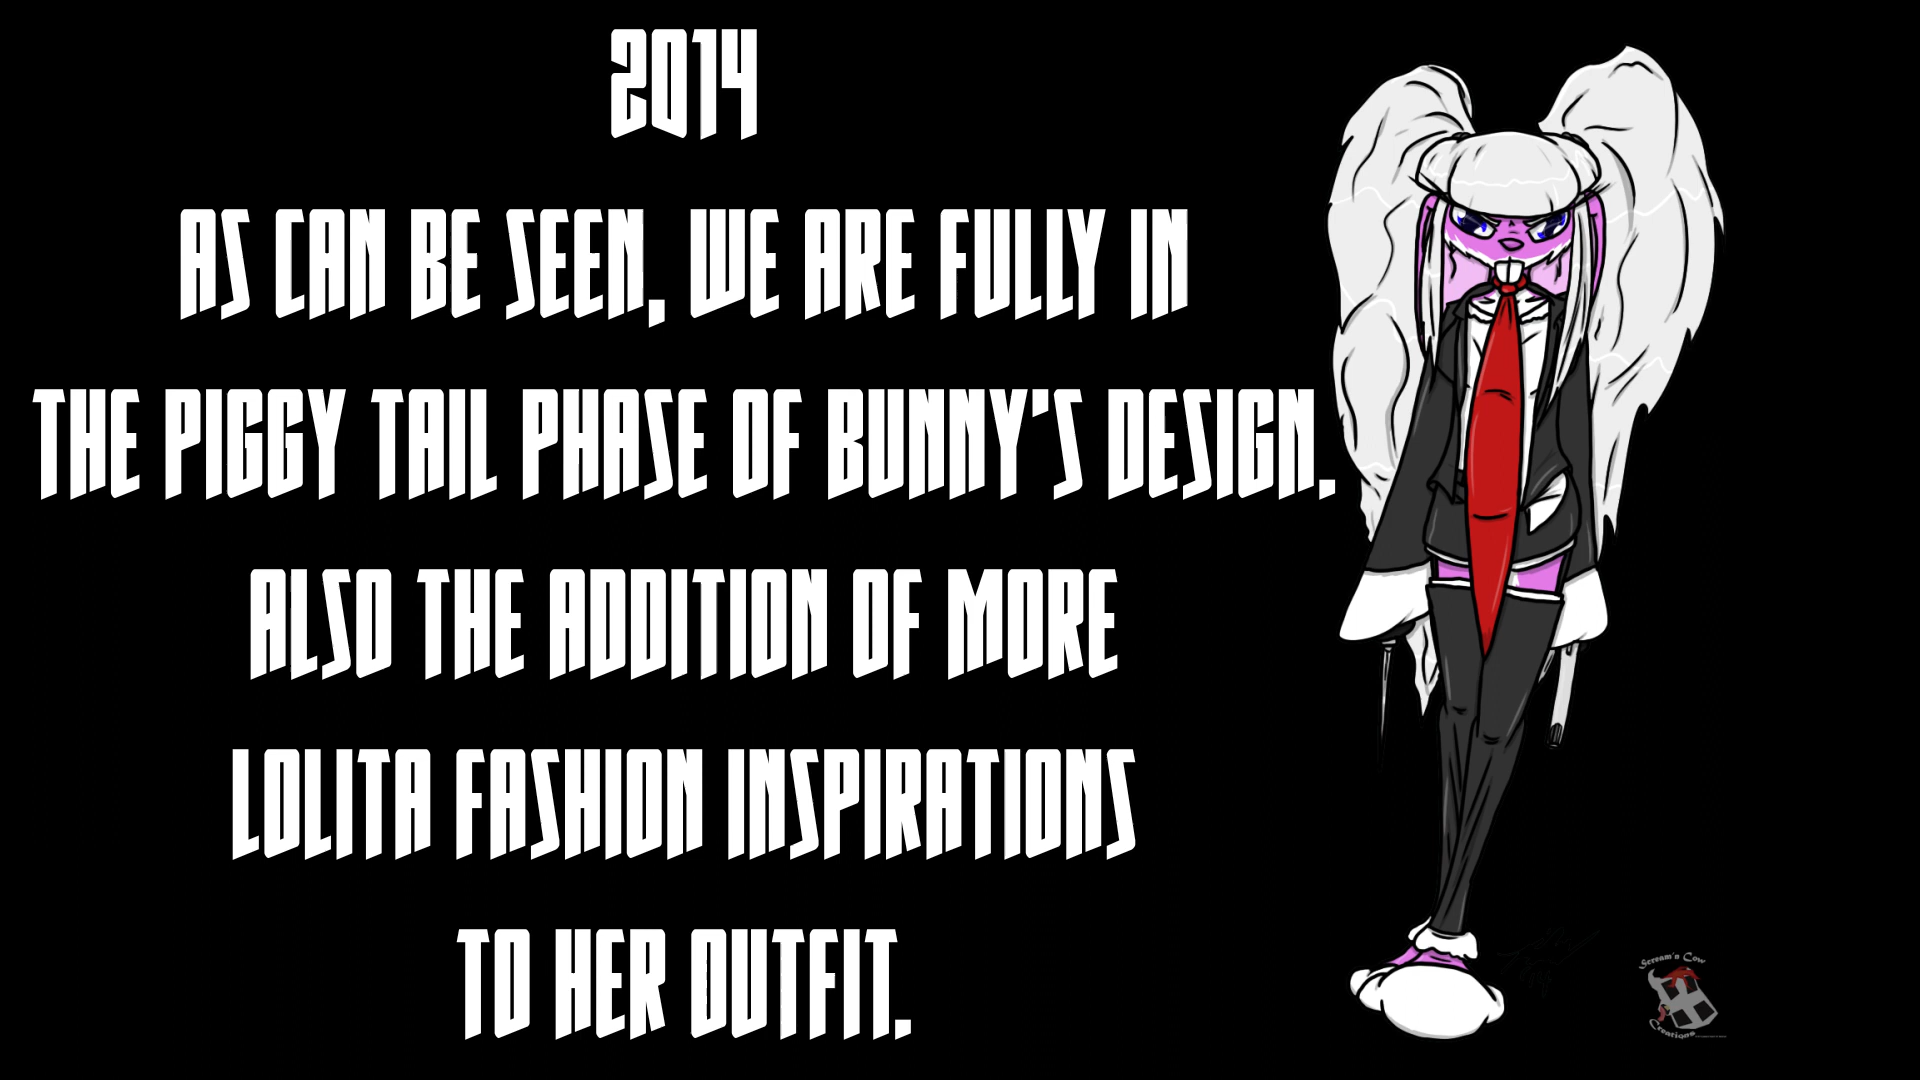 2014
AS CAN BE SEEN, WE ARE FULLY IN
THE PIGGY TAIL PHASE OF BUNNY'S DESIGN.
ALSO THE ADDITION OF MORE
LOLITA FASHION INSPIRATIONS
TO HER OUTFIT.
Scream'n Cow
Creations